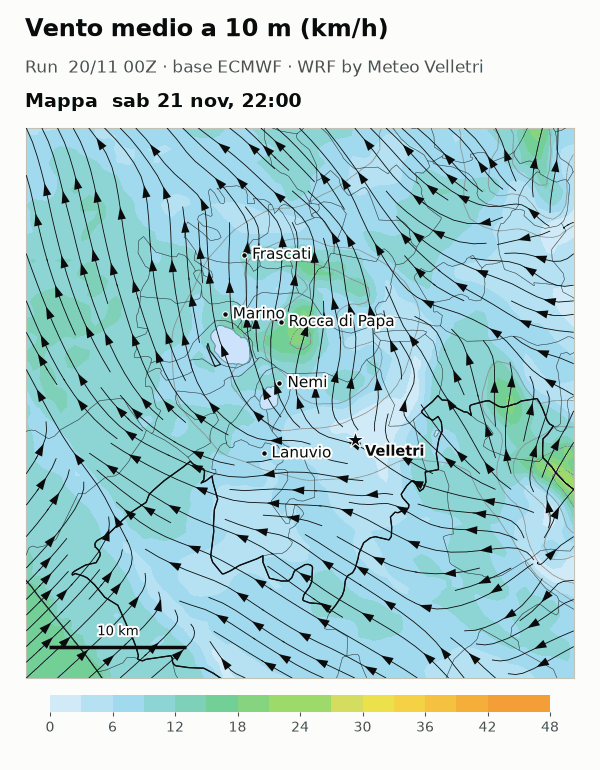 Vento medio a 10 m (km/h)
Run  20/11 00Z · base ECMWF · WRF by Meteo Velletri
Mappa  sab 21 nov, 22:00
Frascati
Marino
Rocca di Papa
Nemi
Velletri
Lanuvio
10 km
0 6 12 18 24 30 36 42 48